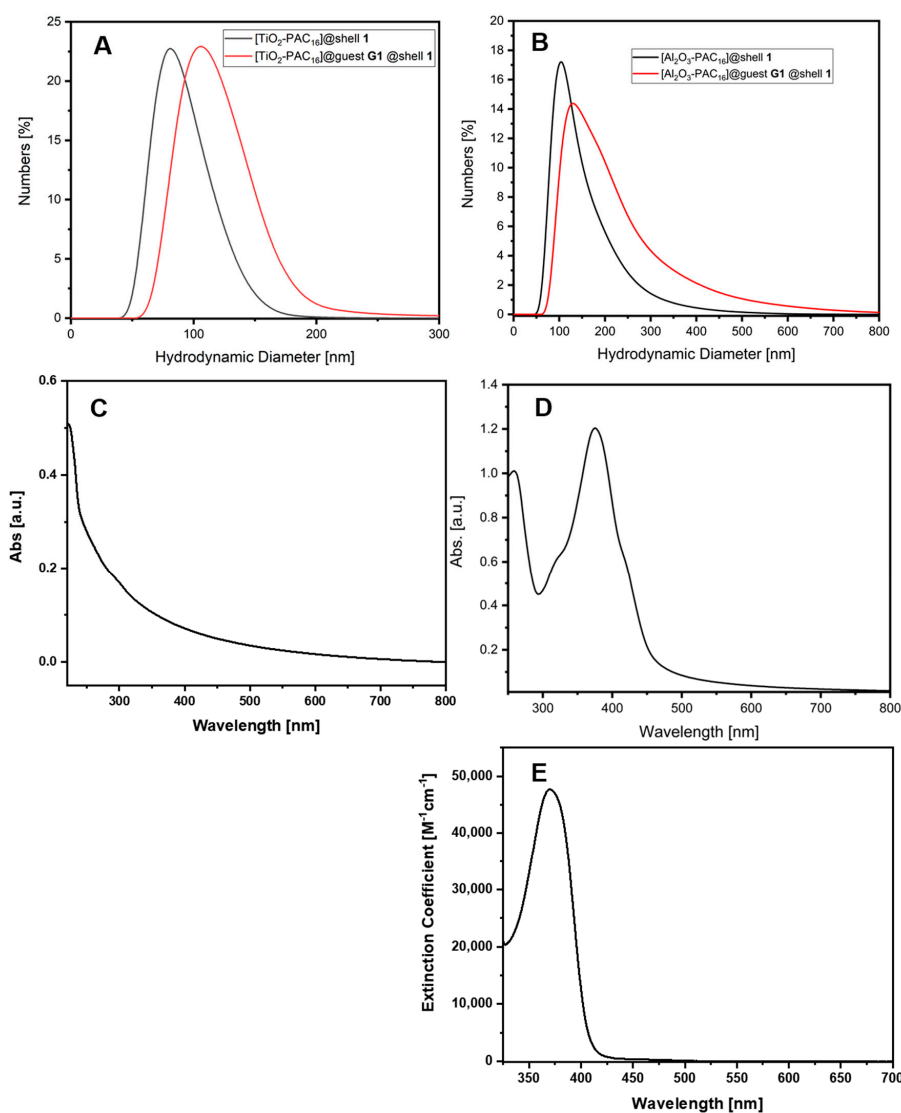 A
[TiO₂-PAC₁₆]@shell 1
[TiO₂-PAC₁₆]@guest G1 @shell 1
Numbers [%]
25
20
15
10
5
0
0 100 200 300
Hydrodynamic Diameter [nm]
B
[Al₂O₃-PAC₁₆]@shell 1
[Al₂O₃-PAC₁₆]@guest G1 @shell 1
Numbers [%]
20
18
16
14
12
10
8
6
4
2
0
0 100 200 300 400 500 600 700 800
Hydrodynamic Diameter [nm]
C
Abs [a.u.]
0.6
0.4
0.2
0.0
300 400 500 600 700 800
Wavelength [nm]
D
Abs. [a.u.]
1.4
1.2
1.0
0.8
0.6
0.4
0.2
300 400 500 600 700 800
Wavelength [nm]
E
Extinction Coefficient [M⁻¹cm⁻¹]
50,000
40,000
30,000
20,000
10,000
0
350 400 450 500 550 600 650 700
Wavelength [nm]